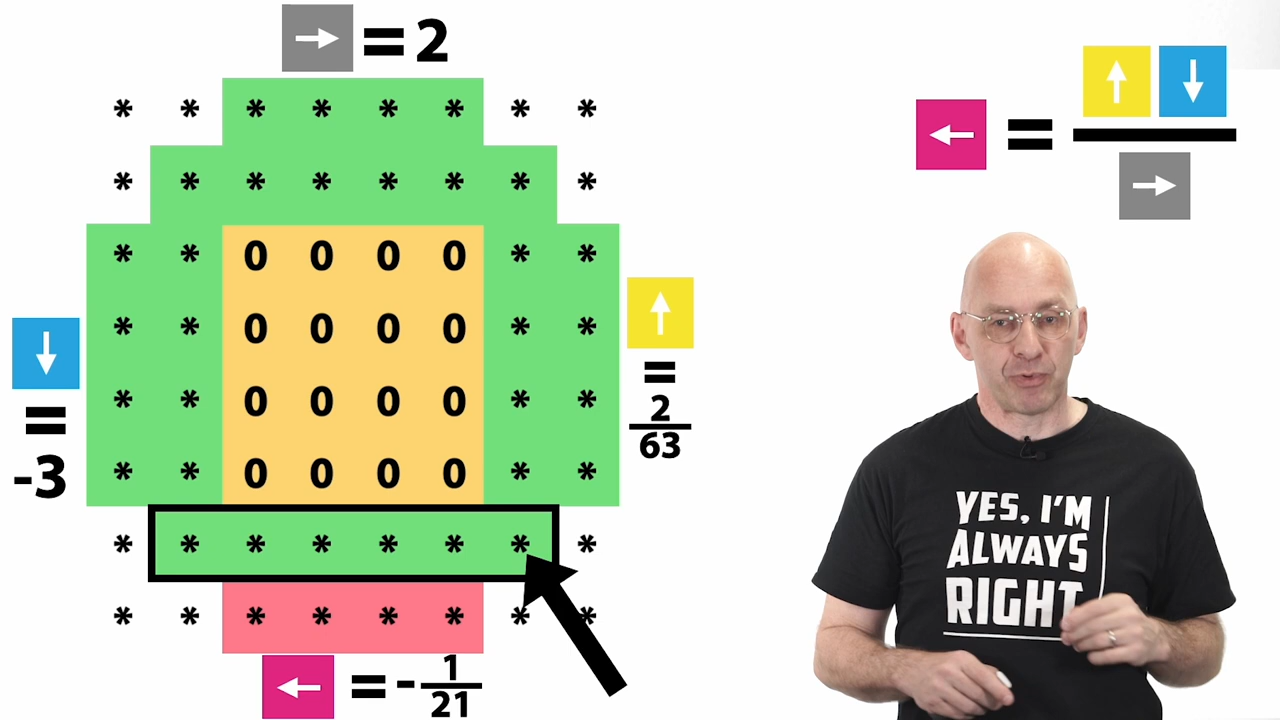 → = 2
* * * * * * * *
* * * * * * * *
* * 0 0 0 0 * *
* * 0 0 0 0 * *
* * 0 0 0 0 * *
* * 0 0 0 0 * *
* * * * * * * *
* * * * * * * *
↓
=
-3
↑
=
2
63
← = - 1
21
← = ↑ ↓
→
YES, I'M
ALWAYS
RIGHT